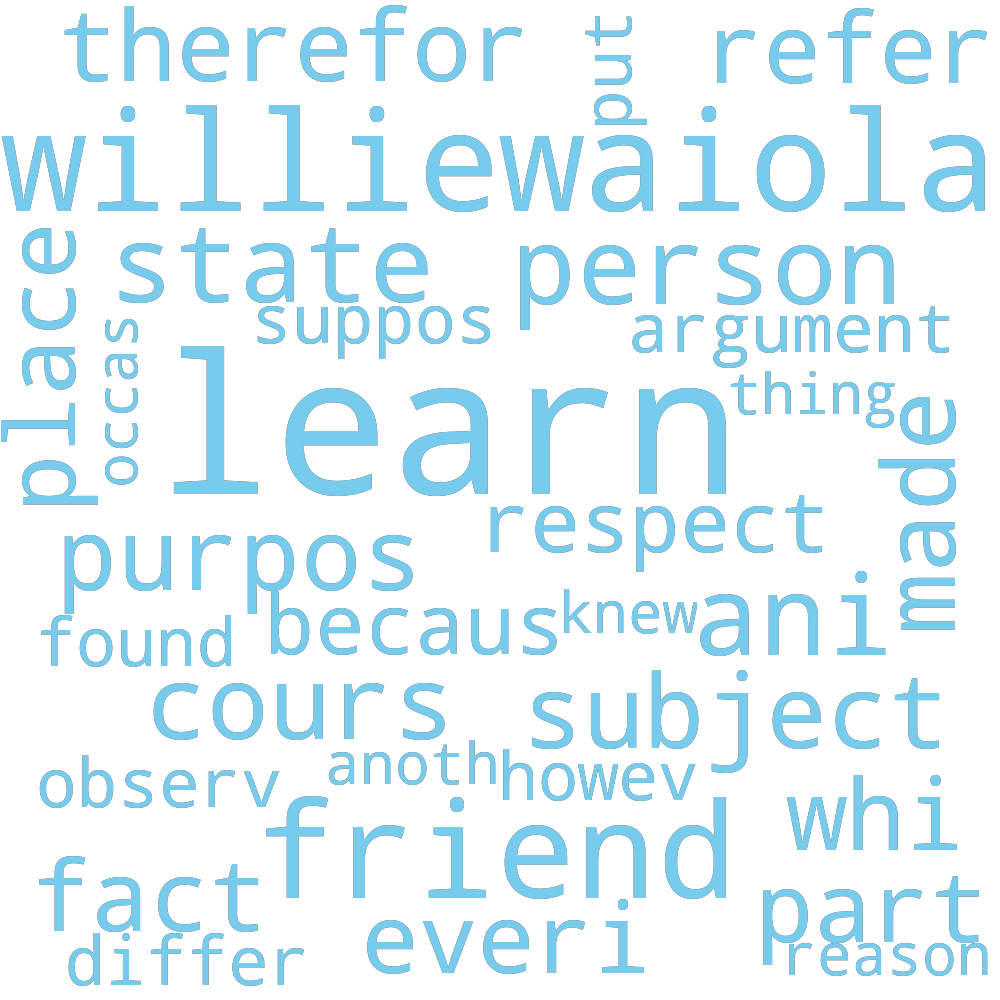 therefor
put
refer
williewaiola
place
state
person
suppos
argument
occas
learn
thing
made
respect
purpos
becaus
knew
ani
found
cours
subject
observ
anoth
howev
whi
friend
fact
part
everi
differ
reason